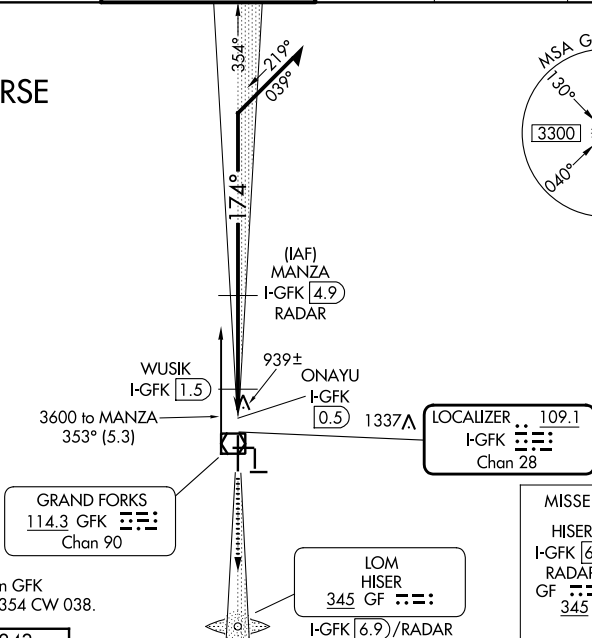 RSE
354°
219°
039°
174°
MSA G
130°
3300
040°
(IAF)
MANZA
I-GFK 4.9
RADAR
WUSIK
I-GFK 1.5
939±
ONAYU
I-GFK
0.5
3600 to MANZA
353° (5.3)
1337
LOCALIZER 109.1
I-GFK
Chan 28
GRAND FORKS
114.3 GFK
Chan 90
MISSE
HISER
I-GFK 6
RADAR
GF
345
LOM
HISER
345 GF
I-GFK 6.9/RADAR
n GFK
354 CW 038.